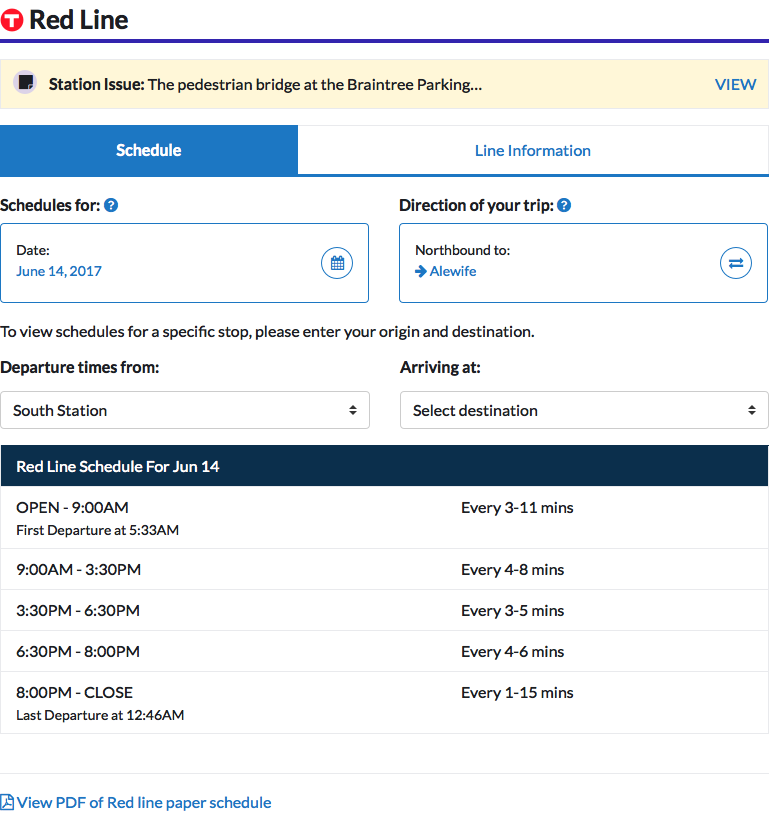 T Red Line
Station Issue: The pedestrian bridge at the Braintree Parking... VIEW
Schedule Line Information
Schedules for: ? Direction of your trip: ?
Date: Northbound to:
June 14, 2017 Alewife
To view schedules for a specific stop, please enter your origin and destination.
Departure times from: Arriving at:
South Station Select destination
Red Line Schedule For Jun 14
OPEN - 9:00AM Every 3-11 mins
First Departure at 5:33AM
9:00AM - 3:30PM Every 4-8 mins
3:30PM - 6:30PM Every 3-5 mins
6:30PM - 8:00PM Every 4-6 mins
8:00PM - CLOSE Every 1-15 mins
Last Departure at 12:46AM
View PDF of Red line paper schedule